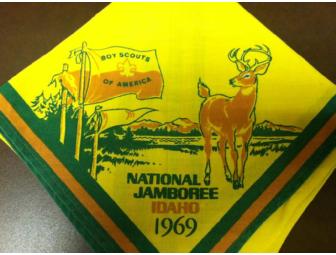 BOY SCOUTS
OF AMERICA
NATIONAL
JAMBOREE
IDAHO
1969